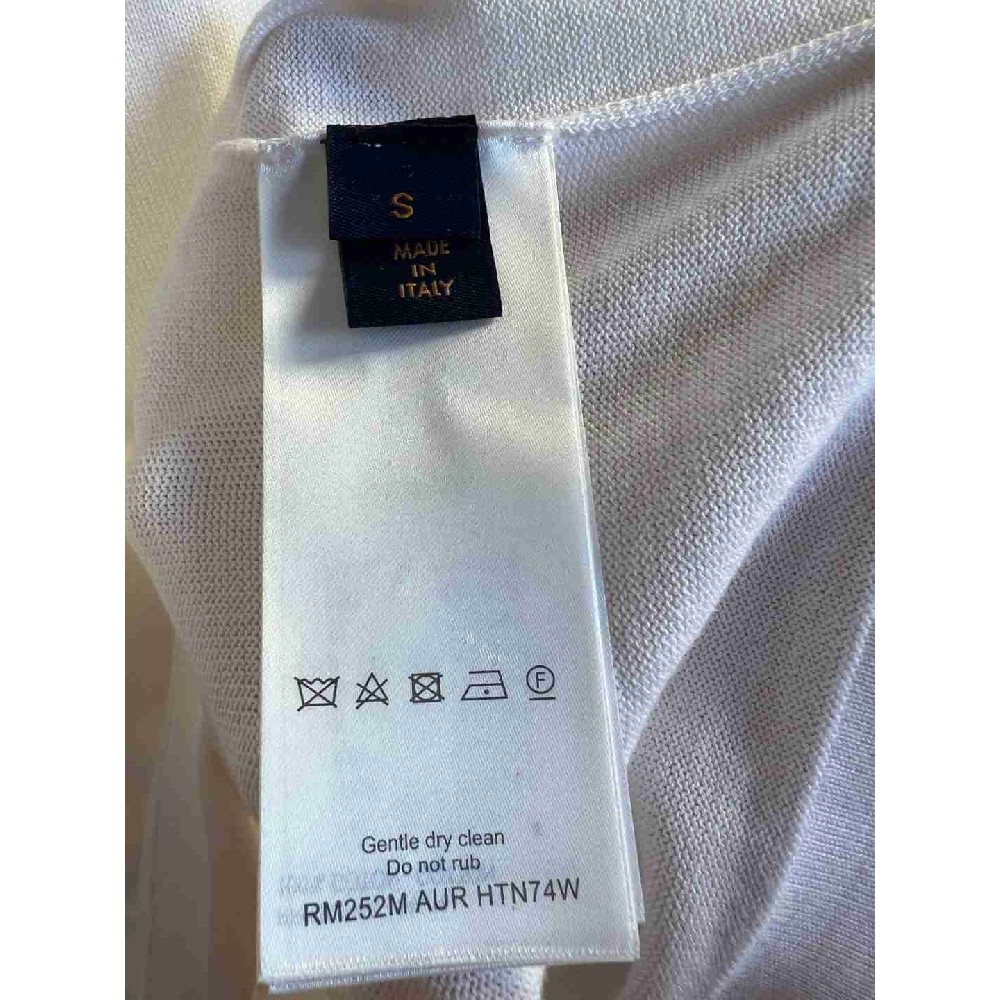 S
MADE
IN
ITALY
F
Gentle dry clean
Do not rub
RM252M AUR HTN74W